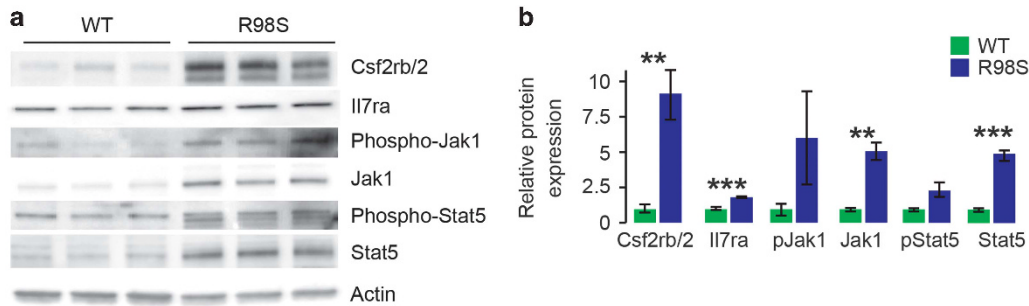 a
WT R98S
Csf2rb/2
Il7ra
Phospho-Jak1
Jak1
Phospho-Stat5
Stat5
Actin
b
WT
R98S
Relative protein
expression
10
7.5
5
2.5
0
** *** ** ***
Csf2rb/2 Il7ra pJak1 Jak1 pStat5 Stat5